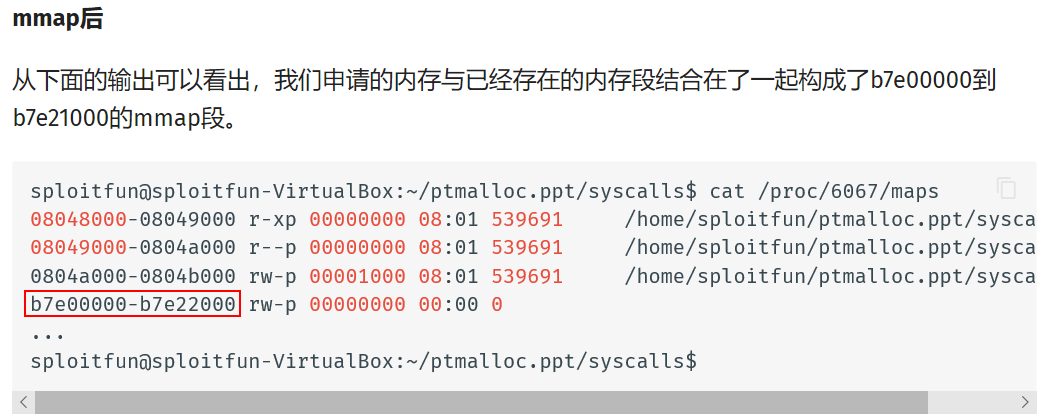 mmap后
从下面的输出可以看出，我们申请的内存与已经存在的内存段结合在了一起构成了b7e00000到
b7e21000的mmap段。
sploitfun@sploitfun-VirtualBox:~/ptmalloc.ppt/syscalls$ cat /proc/6067/maps
08048000-08049000 r-xp 00000000 08:01 539691     /home/sploitfun/ptmalloc.ppt/sysca
08049000-0804a000 r--p 00000000 08:01 539691     /home/sploitfun/ptmalloc.ppt/sysca
0804a000-0804b000 rw-p 00001000 08:01 539691     /home/sploitfun/ptmalloc.ppt/sysca
b7e00000-b7e22000 rw-p 00000000 00:00 0
...
sploitfun@sploitfun-VirtualBox:~/ptmalloc.ppt/syscalls$